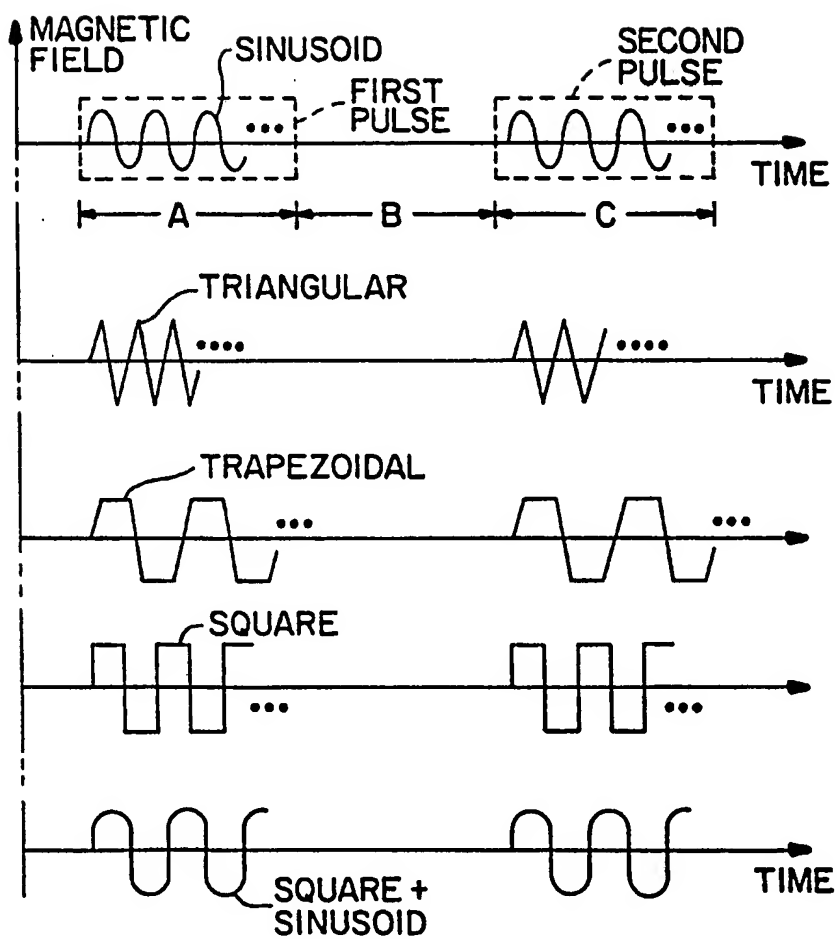 MAGNETIC
FIELD
SINUSOID
FIRST
PULSE
SECOND
PULSE
TIME
A
B
C
TRIANGULAR
TIME
TRAPEZOIDAL
SQUARE
TIME
SQUARE +
SINUSOID